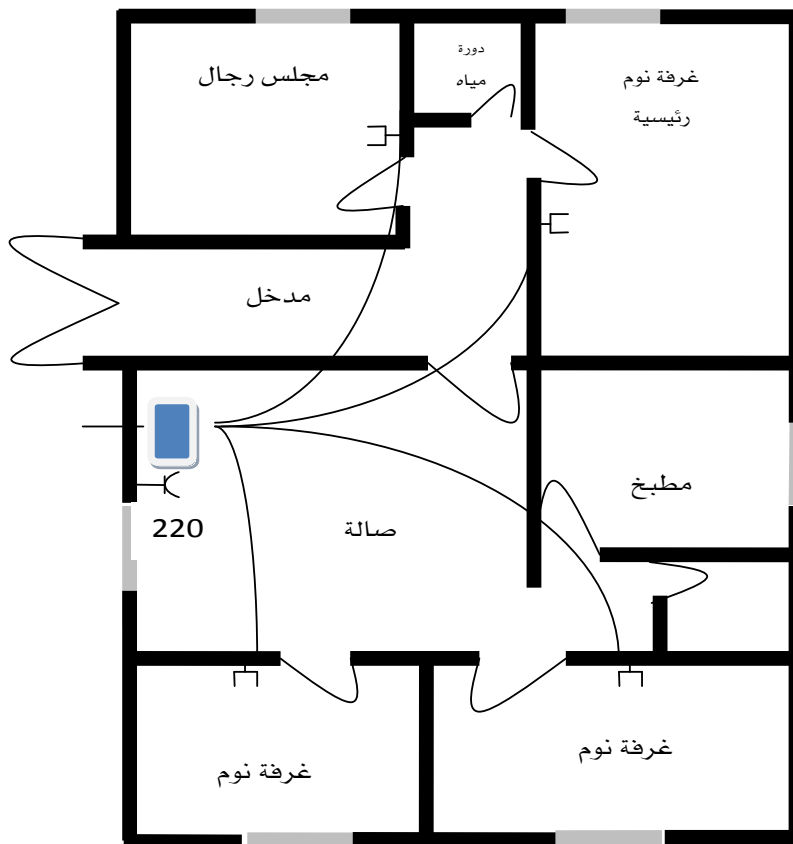 مجلس رجال
دورة
مياه
غرفة نوم
رئيسية
مدخل
مطبخ
صالة
220
غرفة نوم
غرفة نوم